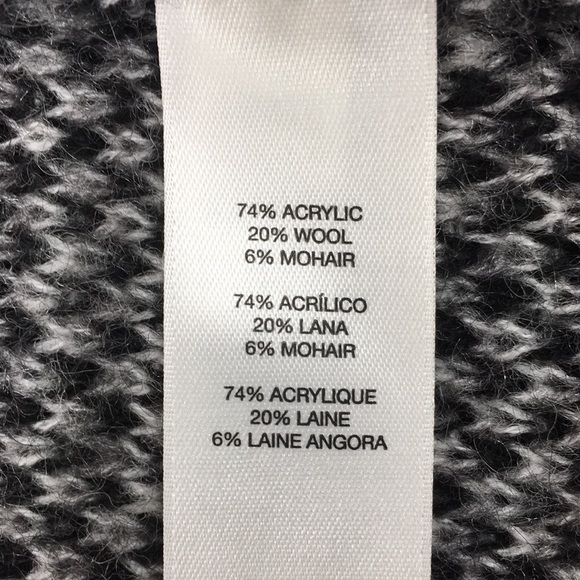 74% ACRYLIC
20% WOOL
6% MOHAIR
74% ACRÍLICO
20% LANA
6% MOHAIR
74% ACRYLIQUE
20% LAINE
6% LAINE ANGORA